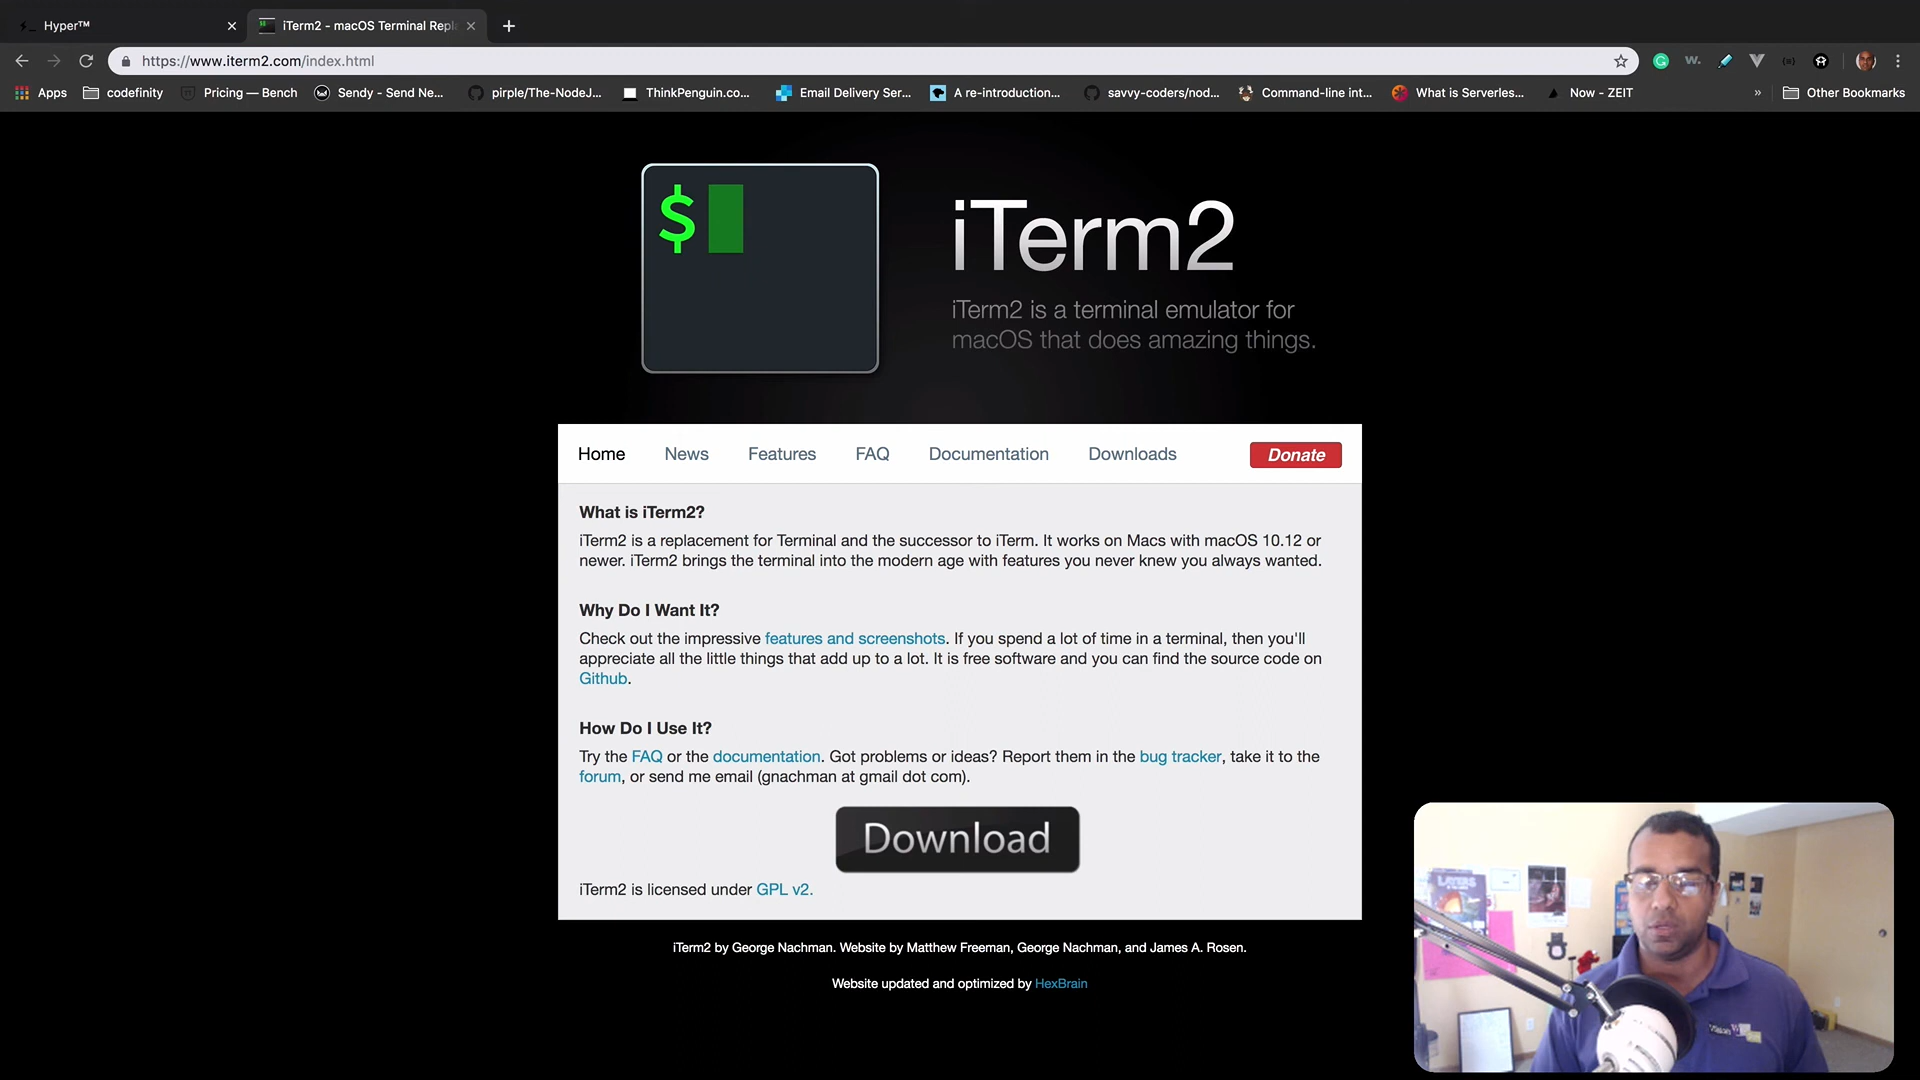 Hyper™
iTerm2 - macOS Terminal Repl
https://www.iterm2.com/index.html
Apps
codefinity
Pricing — Bench
Sendy - Send Ne...
pirple/The-NodeJ...
ThinkPenguin.co...
Email Delivery Ser...
A re-introduction...
savvy-coders/nod...
Command-line int...
What is Serverles...
Now - ZEIT
»
Other Bookmarks
$
iTerm2
iTerm2 is a terminal emulator for
macOS that does amazing things.
Home
News
Features
FAQ
Documentation
Downloads
Donate
What is iTerm2?
iTerm2 is a replacement for Terminal and the successor to iTerm. It works on Macs with macOS 10.12 or
newer. iTerm2 brings the terminal into the modern age with features you never knew you always wanted.
Why Do I Want It?
Check out the impressive features and screenshots. If you spend a lot of time in a terminal, then you'll
appreciate all the little things that add up to a lot. It is free software and you can find the source code on
Github.
How Do I Use It?
Try the FAQ or the documentation. Got problems or ideas? Report them in the bug tracker, take it to the
forum, or send me email (gnachman at gmail dot com).
Download
iTerm2 is licensed under GPL v2.
iTerm2 by George Nachman. Website by Matthew Freeman, George Nachman, and James A. Rosen.
Website updated and optimized by HexBrain
LAYERS